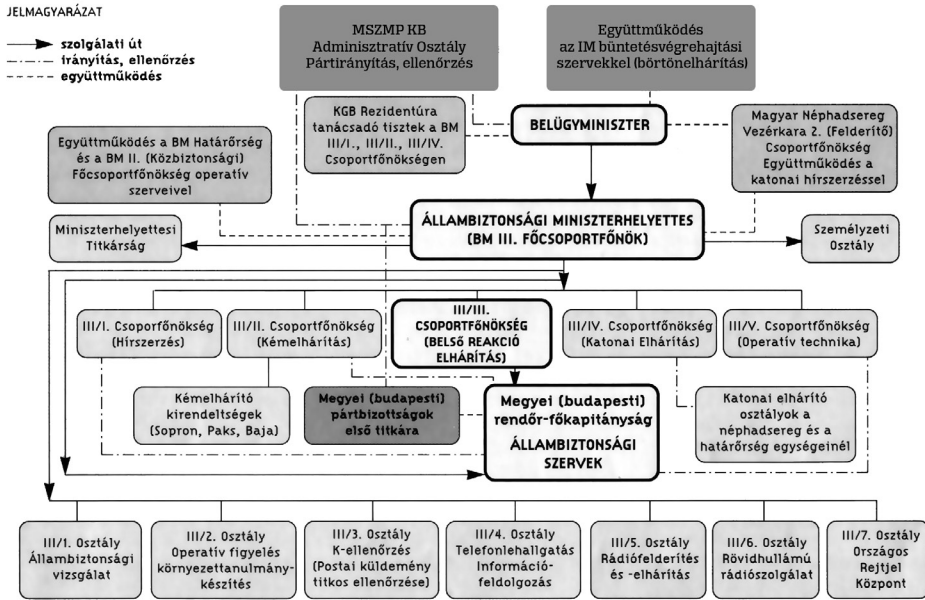 JELMAGYARÁZAT
szolgálati út
irányítás, ellenőrzés
együttműködés
MSZMP KB
Adminisztratív Osztály
Pártirányítás, ellenőrzés
Együttműködés
az IM büntetésvégrehajtási
szervekkel (börtönelhárítás)
KGB Rezidentúra
tanácsadó tisztek a BM
III/I., III/II., III/IV.
Csoportfőnökségen
BELÜGYMINISZTER
Magyar Néphadsereg
Vezérkara 2. (Felderítő)
Csoportfőnökség
Együttműködés a
katonai hírszerzéssel
Együttműködés a BM Határőrség
és a BM II. (Közbiztonsági)
Főcsoportfőnökség operatív
szerveivel
Miniszterhelyettesi
Titkárság
ÁLLAMBIZTONSÁGI MINISZTERHELYETTES
(BM III. FŐCSOPORTFŐNÖK)
Személyzeti
Osztály
III/I. Csoporfőnökség
(Hírszerzés)
III/II. Csoportfőnökség
(Kémelhárítás)
III/III.
CSOPORTFŐNÖKSÉG
(BELSŐ REAKCIÓ
ELHÁRÍTÁS)
III/IV. Csoportfőnökség
(Katonai Elhárítás)
III/V. Csoportfőnökség
(Operatív technika)
Kémelhárító
kirendeltségek
(Sopron, Paks, Baja)
Megyei (budapesti)
pártbizottságok
első titkára
Megyei (budapesti)
rendőr-főkapitányság
ÁLLAMBIZTONSÁGI
SZERVEK
Katonai elhárító
osztályok a
néphadsereg és a
határőrség egységeinél
III/1. Osztály
Állambiztonsági
vizsgálat
III/2. Osztály
Operatív figyelés
környezettanulmány-
készítés
III/3. Osztály
K-ellenőrzés
(Postai küldemény
titkos ellenőrzése)
III/4. Osztály
Telefonlehallgatás
Információ-
feldolgozás
III/5. Osztály
Rádiófelderítés
és -elhárítás
III/6. Osztály
Rövidhullámú
rádiószolgálat
III/7. Osztály
Országos
Rejtjel
Központ